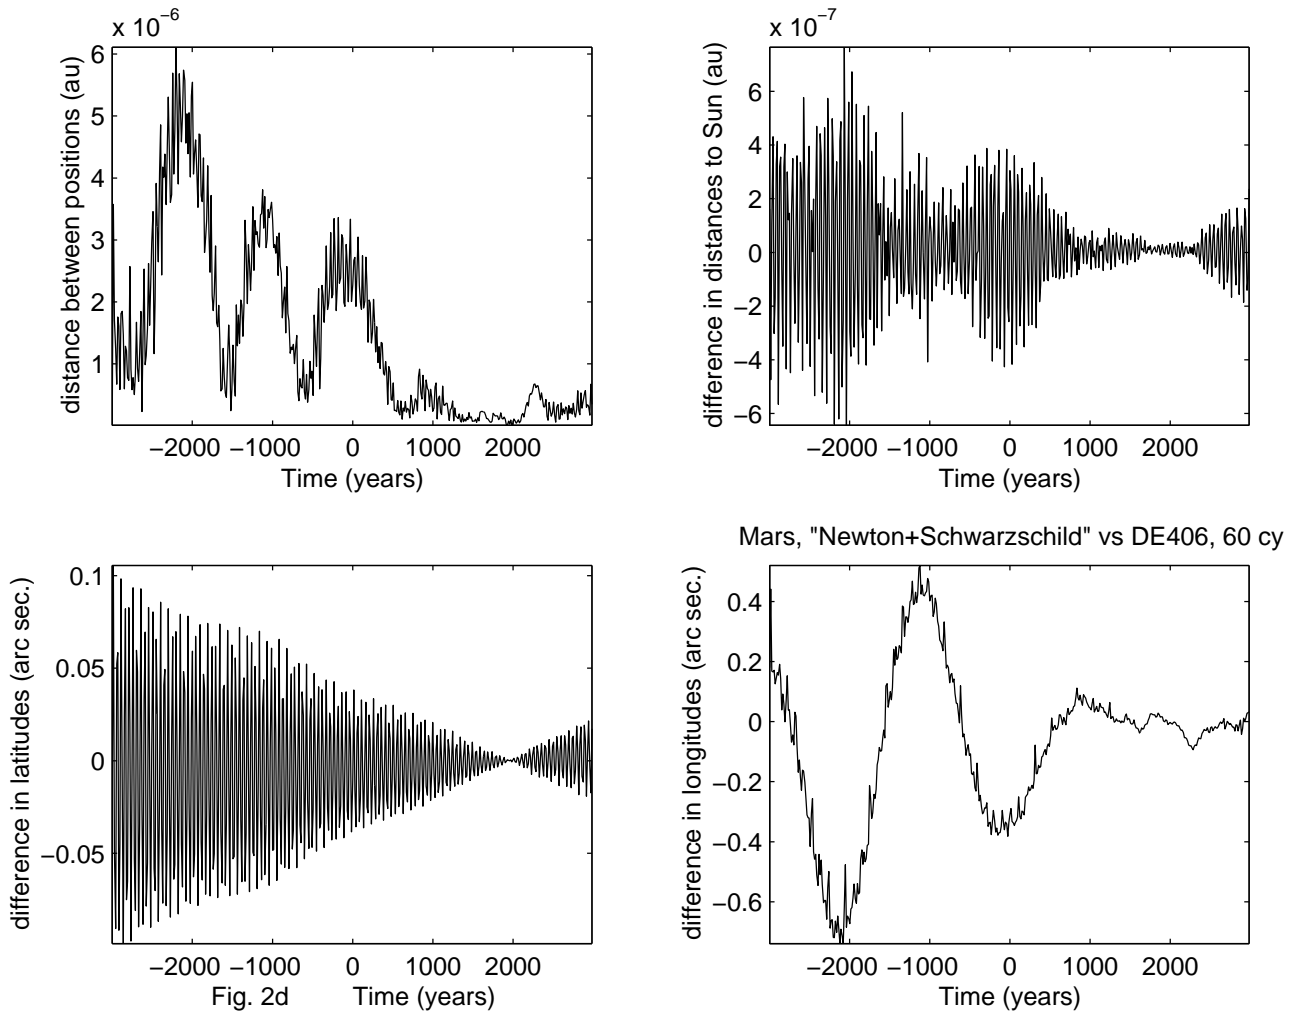 x 10−6
6
5
4
3
2
1
distance between positions (au)
−2000 −1000 0 1000 2000
Time (years)
x 10−7
6
4
2
0
−2
−4
−6
difference in distances to Sun (au)
−2000 −1000 0 1000 2000
Time (years)
0.1
0.05
0
−0.05
difference in latitudes (arc sec.)
−2000 −1000 0 1000 2000
Fig. 2d Time (years)
Mars, "Newton+Schwarzschild" vs DE406, 60 cy
0.4
0.2
0
−0.2
−0.4
−0.6
difference in longitudes (arc sec.)
−2000 −1000 0 1000 2000
Time (years)